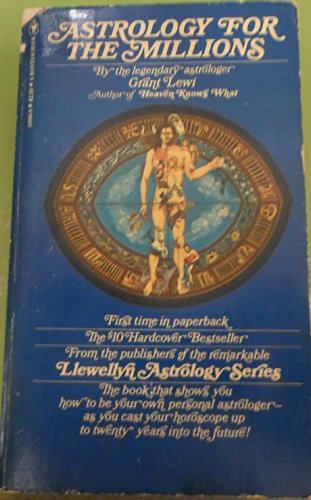 ASTROLOGY FOR
THE MILLIONS
By the legendary astrologer
Grant Lewi
Author of Heaven Knows What
First time in paperback
The $10 Hardcover Bestseller
From the publishers of the remarkable
Llewellyn Astrology Series
The book that shows you
how to be your own personal astrologer—
as you cast your horoscope up
to twenty years into the future!